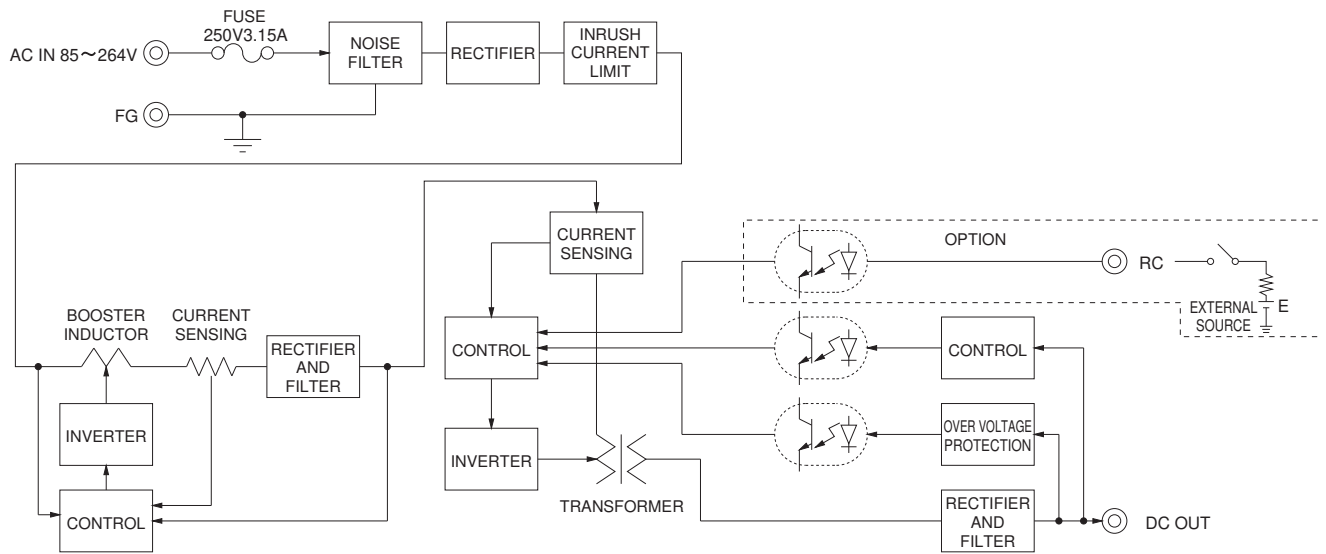 FUSE
250V3.15A
AC IN 85～264V
NOISE
FILTER
RECTIFIER
INRUSH
CURRENT
LIMIT
FG
CURRENT
SENSING
OPTION
RC
E
EXTERNAL
SOURCE
BOOSTER
INDUCTOR
CURRENT
SENSING
RECTIFIER
AND
FILTER
CONTROL
CONTROL
INVERTER
INVERTER
OVER VOLTAGE
PROTECTION
TRANSFORMER
CONTROL
RECTIFIER
AND
FILTER
DC OUT